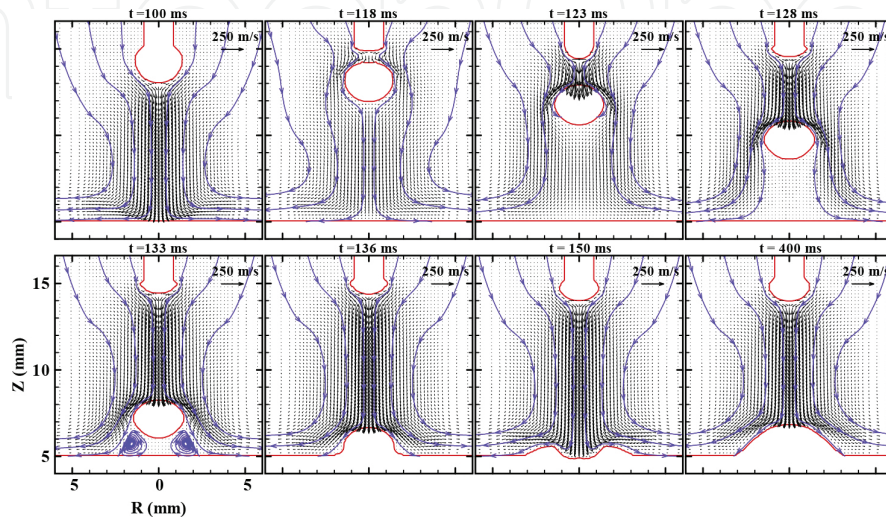 t =100 ms t =118 ms t =123 ms t =128 ms
250 m/s 250 m/s 250 m/s 250 m/s
t =133 ms t =136 ms t =150 ms t = 400 ms
250 m/s 250 m/s 250 m/s 250 m/s
15
10
5
Z (mm)
5 0 5
R (mm)